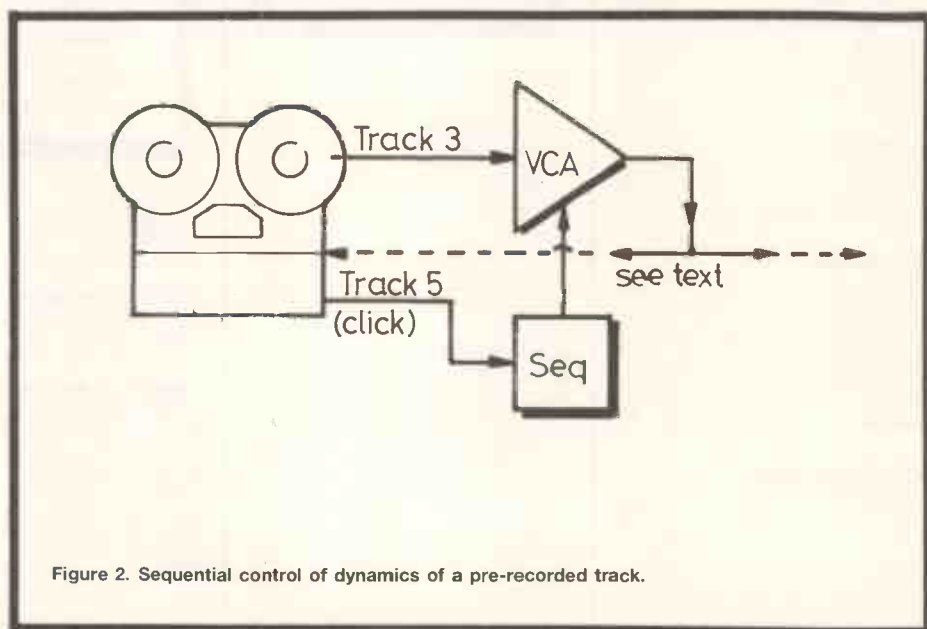 Track 3
VCA
see text
Track 5
(click)
Seq
Figure 2. Sequential control of dynamics of a pre-recorded track.